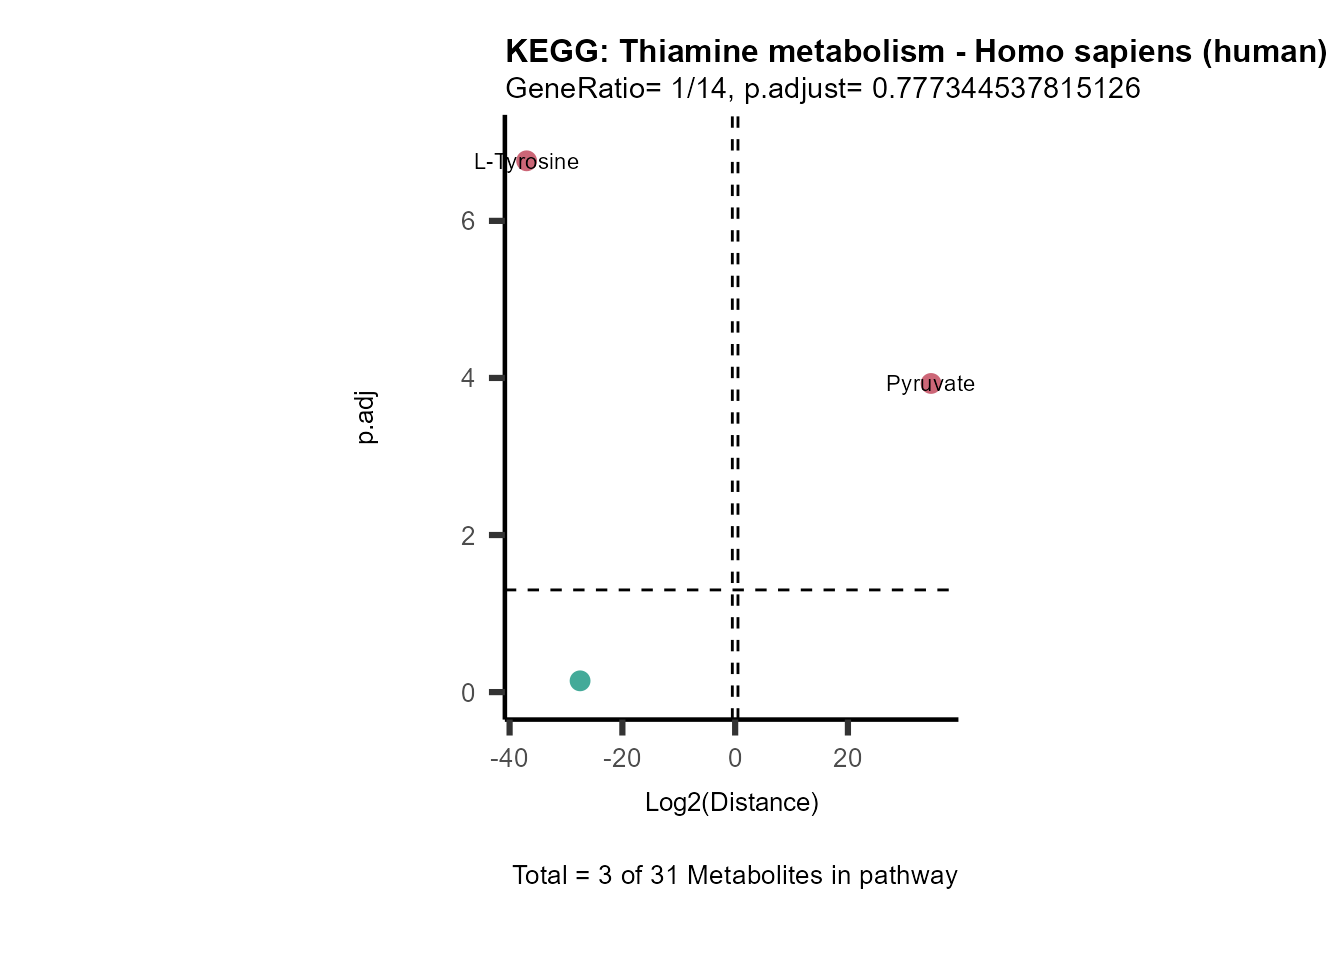 KEGG: Thiamine metabolism - Homo sapiens (human)
GeneRatio= 1/14, p.adjust= 0.777344537815126
L-Tyrosine
6
4
Pyruvate
p.adj
2
0
-40 -20 0 20
Log2(Distance)
Total = 3 of 31 Metabolites in pathway